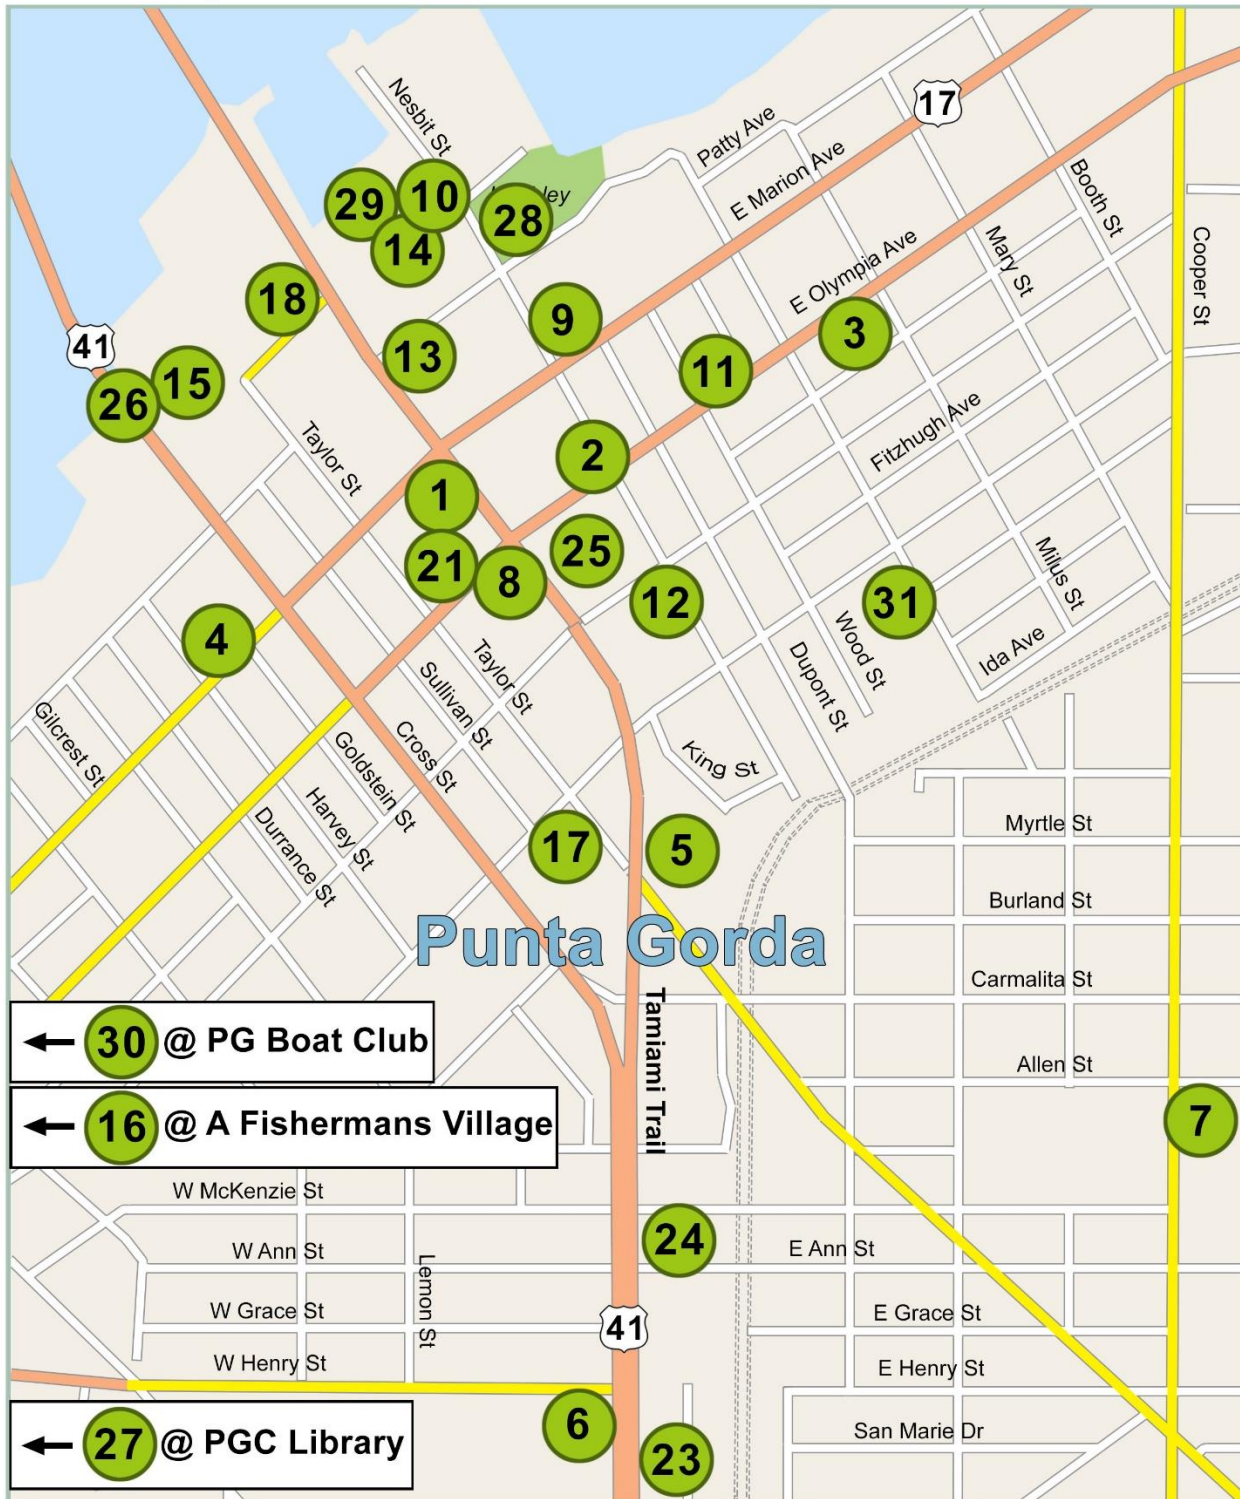 Nesbit St
17
Patty Ave
E Marion Ave
Booth St
29
10
28
14
Mary St
Cooper St
E Olympia Ave
18
9
3
41
13
11
26
15
Fitzhugh Ave
Taylor St
2
1
25
21
8
12
31
Milus St
4
Wood St
Ida Ave
Taylor St
Sullivan St
Dupont St
Gilcrest St
Cross St
Goldstein St
King St
Harvey St
Durrance St
17
5
Myrtle St
Burland St
Punta Gorda
Carmalita St
Tamiami Trail
30 @ PG Boat Club
Allen St
16 @ A Fishermans Village
7
W McKenzie St
24
W Ann St
E Ann St
Lemon St
W Grace St
41
E Grace St
W Henry St
E Henry St
6
27 @ PGC Library
San Marie Dr
23